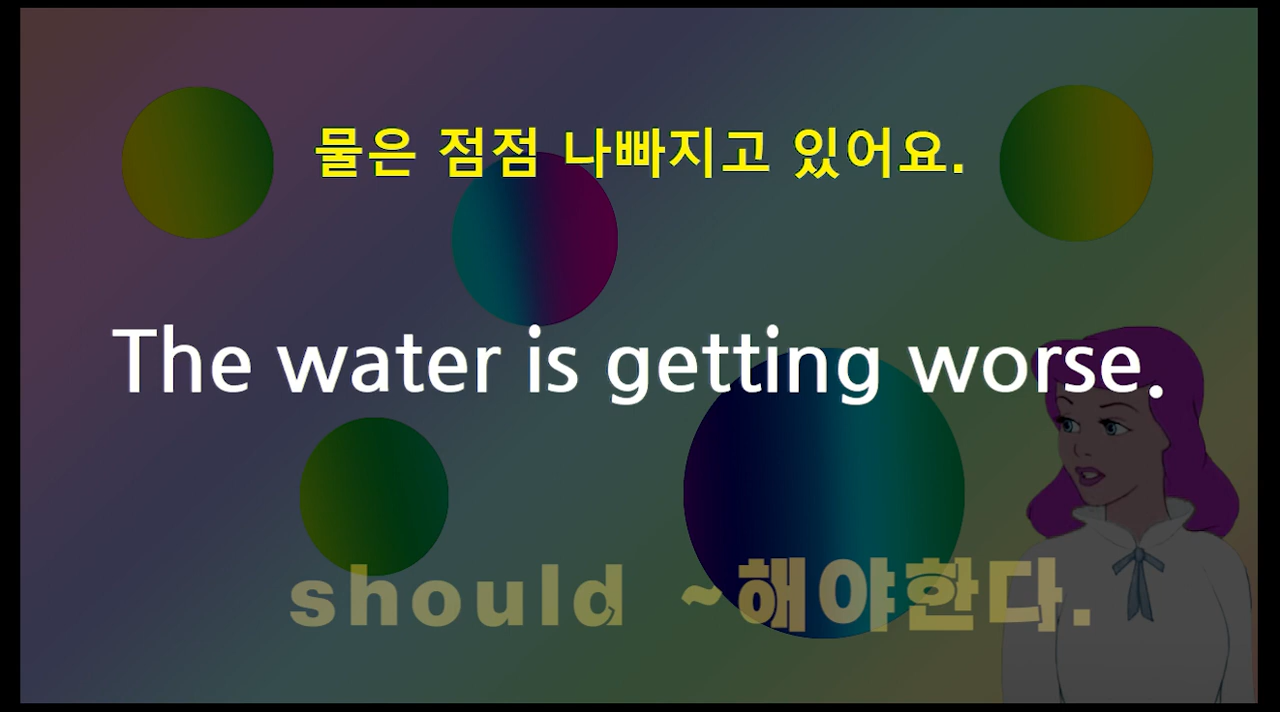 물은 점점 나빠지고 있어요.
The water is getting worse.
should ~해야한다.